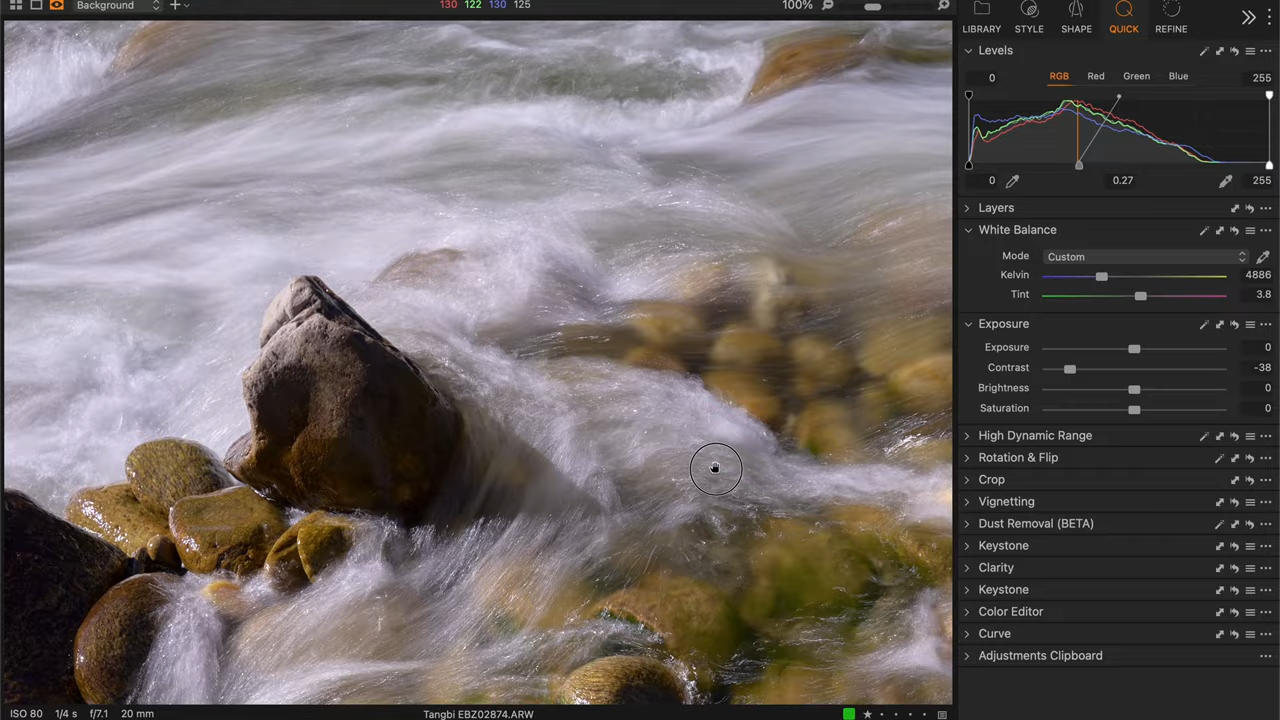 Background
130 122 130 125
100%
LIBRARY STYLE SHAPE QUICK REFINE
Levels
0 RGB Red Green Blue 255
0 0.27 255
Layers
White Balance
Mode Custom
Kelvin 4886
Tint 3.8
Exposure
Exposure 0
Contrast -38
Brightness 0
Saturation 0
High Dynamic Range
Rotation & Flip
Crop
Vignetting
Dust Removal (BETA)
Keystone
Clarity
Keystone
Color Editor
Curve
Adjustments Clipboard
ISO 80 1/4 s f/7.1 20 mm Tangbi EBZ02874.ARW